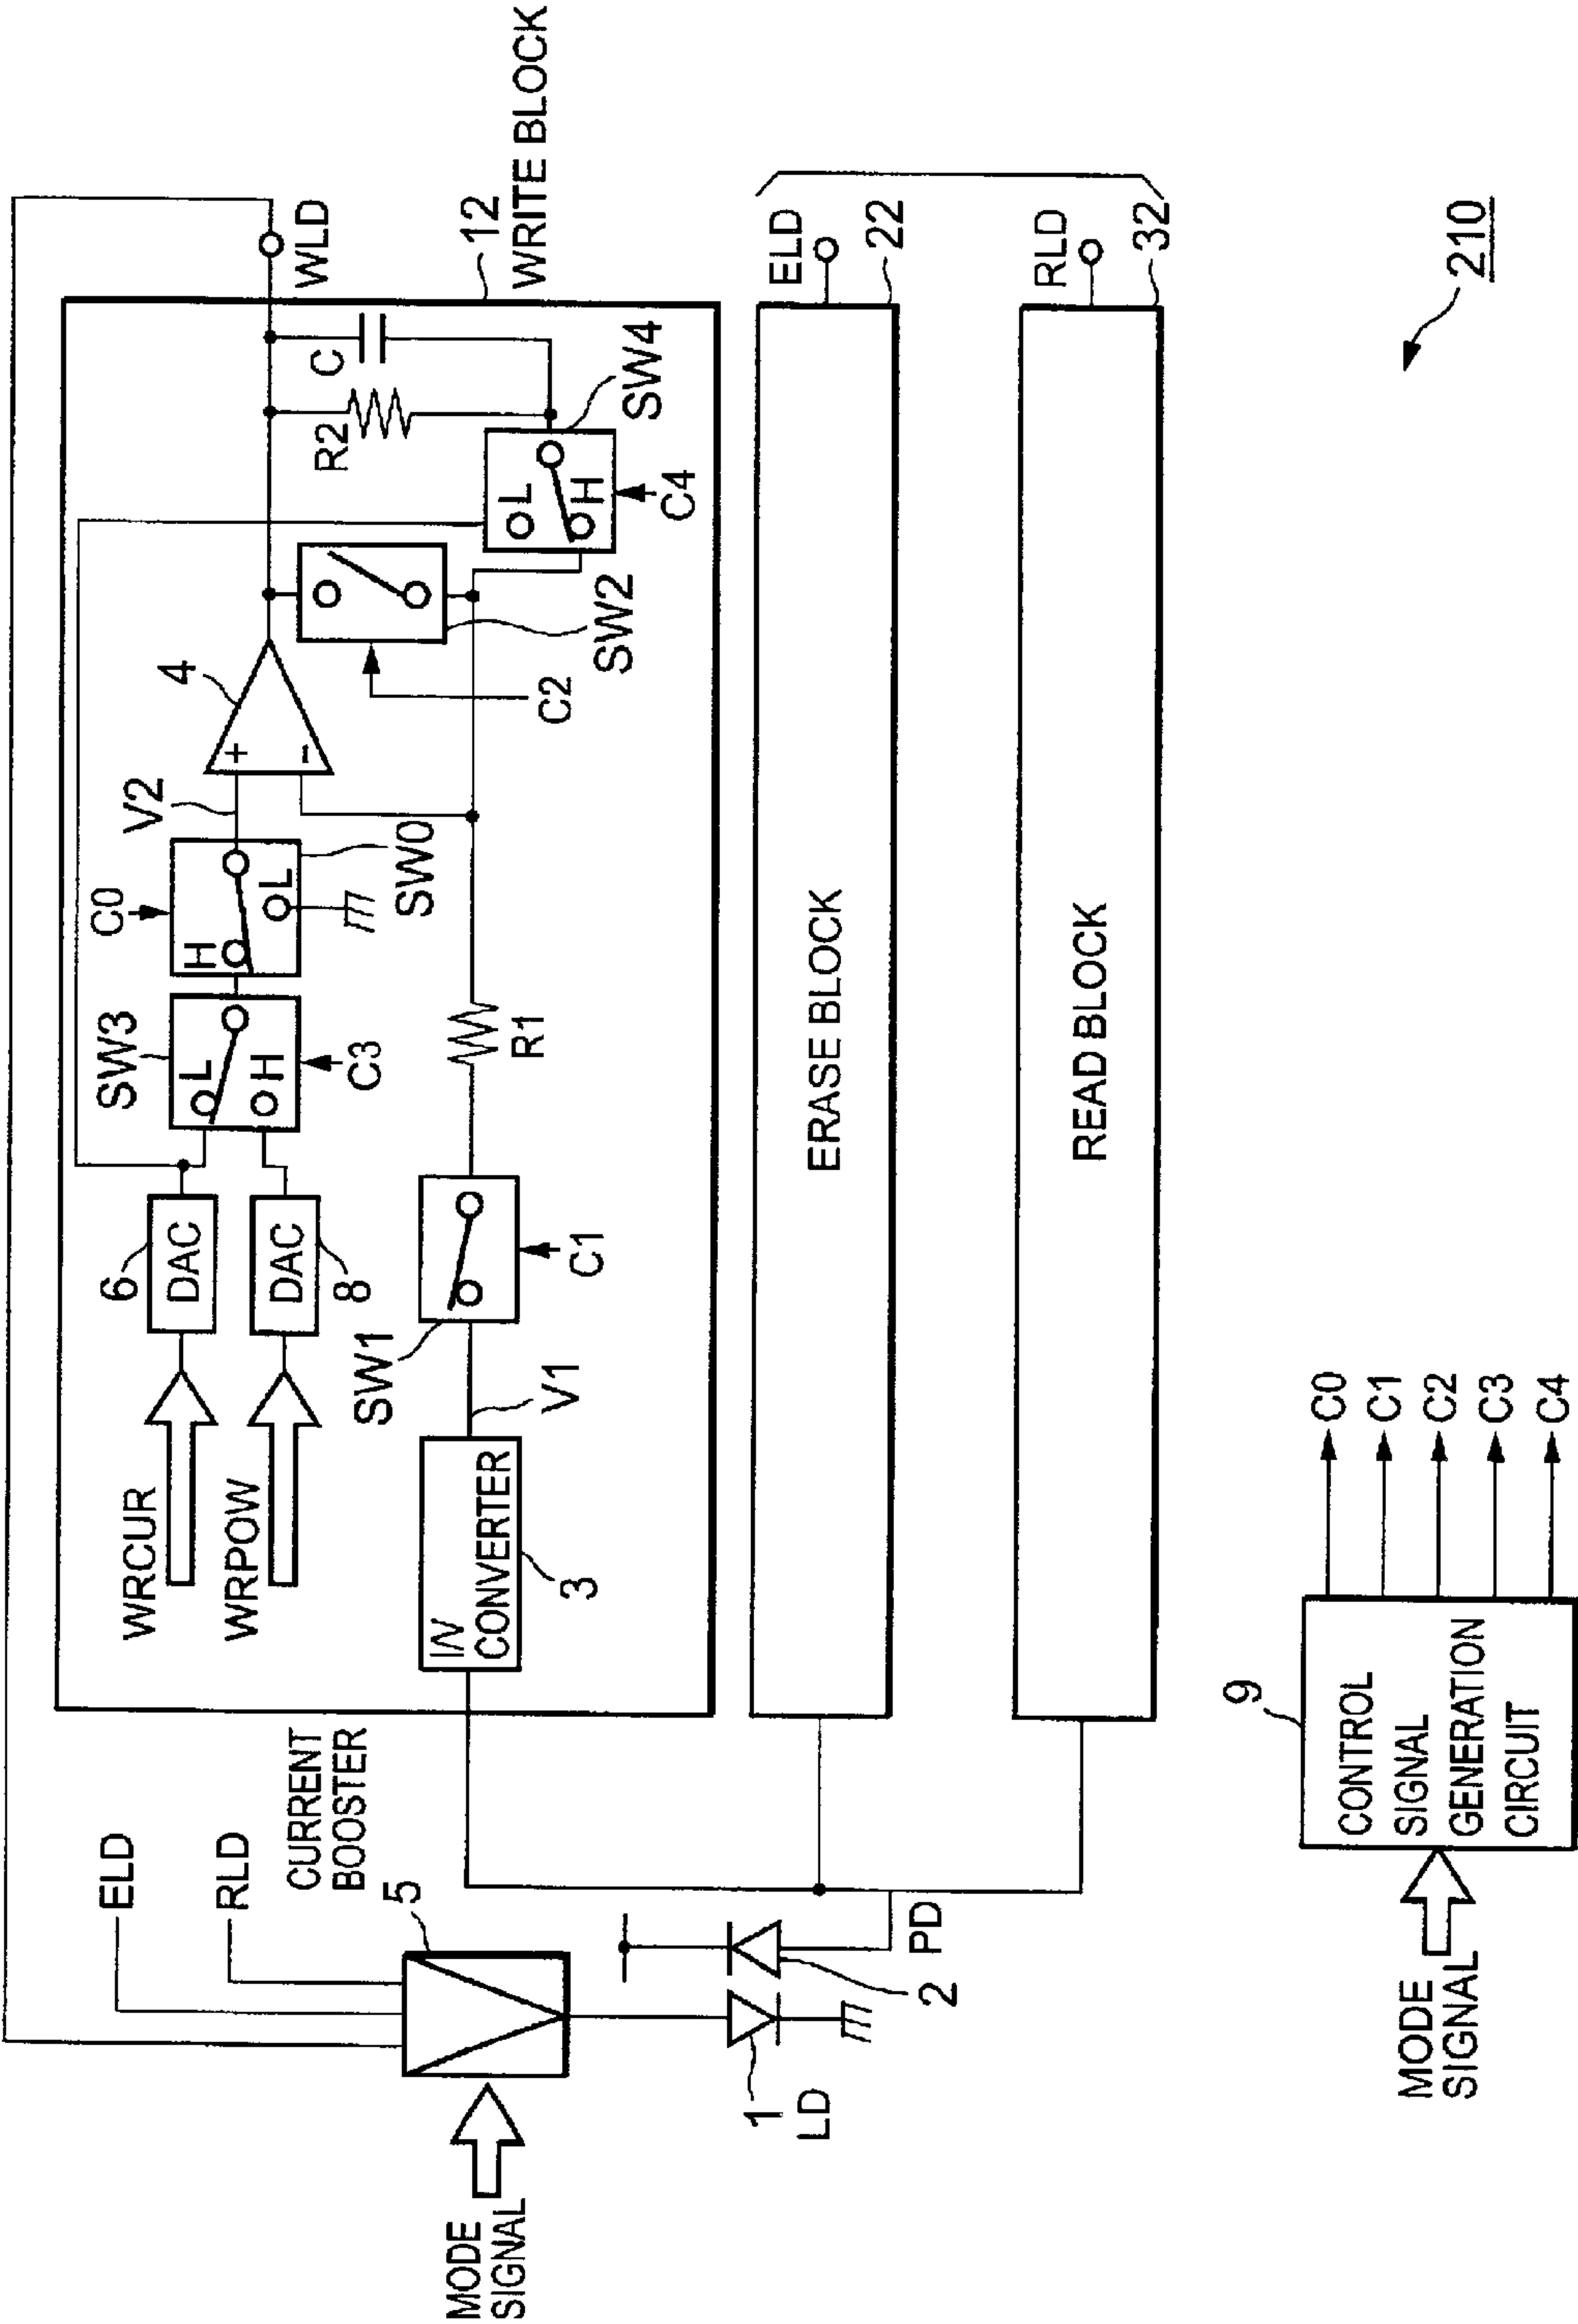 ELD
RLD
MODE
SIGNAL
5
CURRENT
BOOSTER
1
LD
2
PD
WRCUR
WRPOW
6
DAC
DAC
8
SW3
L
H
C3
C0
H
L
SW0
V2
4
+
−
I/V
CONVERTER
3
V1
SW1
C1
R1
C2
SW2
L
H
SW4
C4
R2
C
WLD
12
WRITE BLOCK
ERASE BLOCK
ELD
22
READ BLOCK
RLD
32
MODE
SIGNAL
9
CONTROL
SIGNAL
GENERATION
CIRCUIT
C0
C1
C2
C3
C4
210